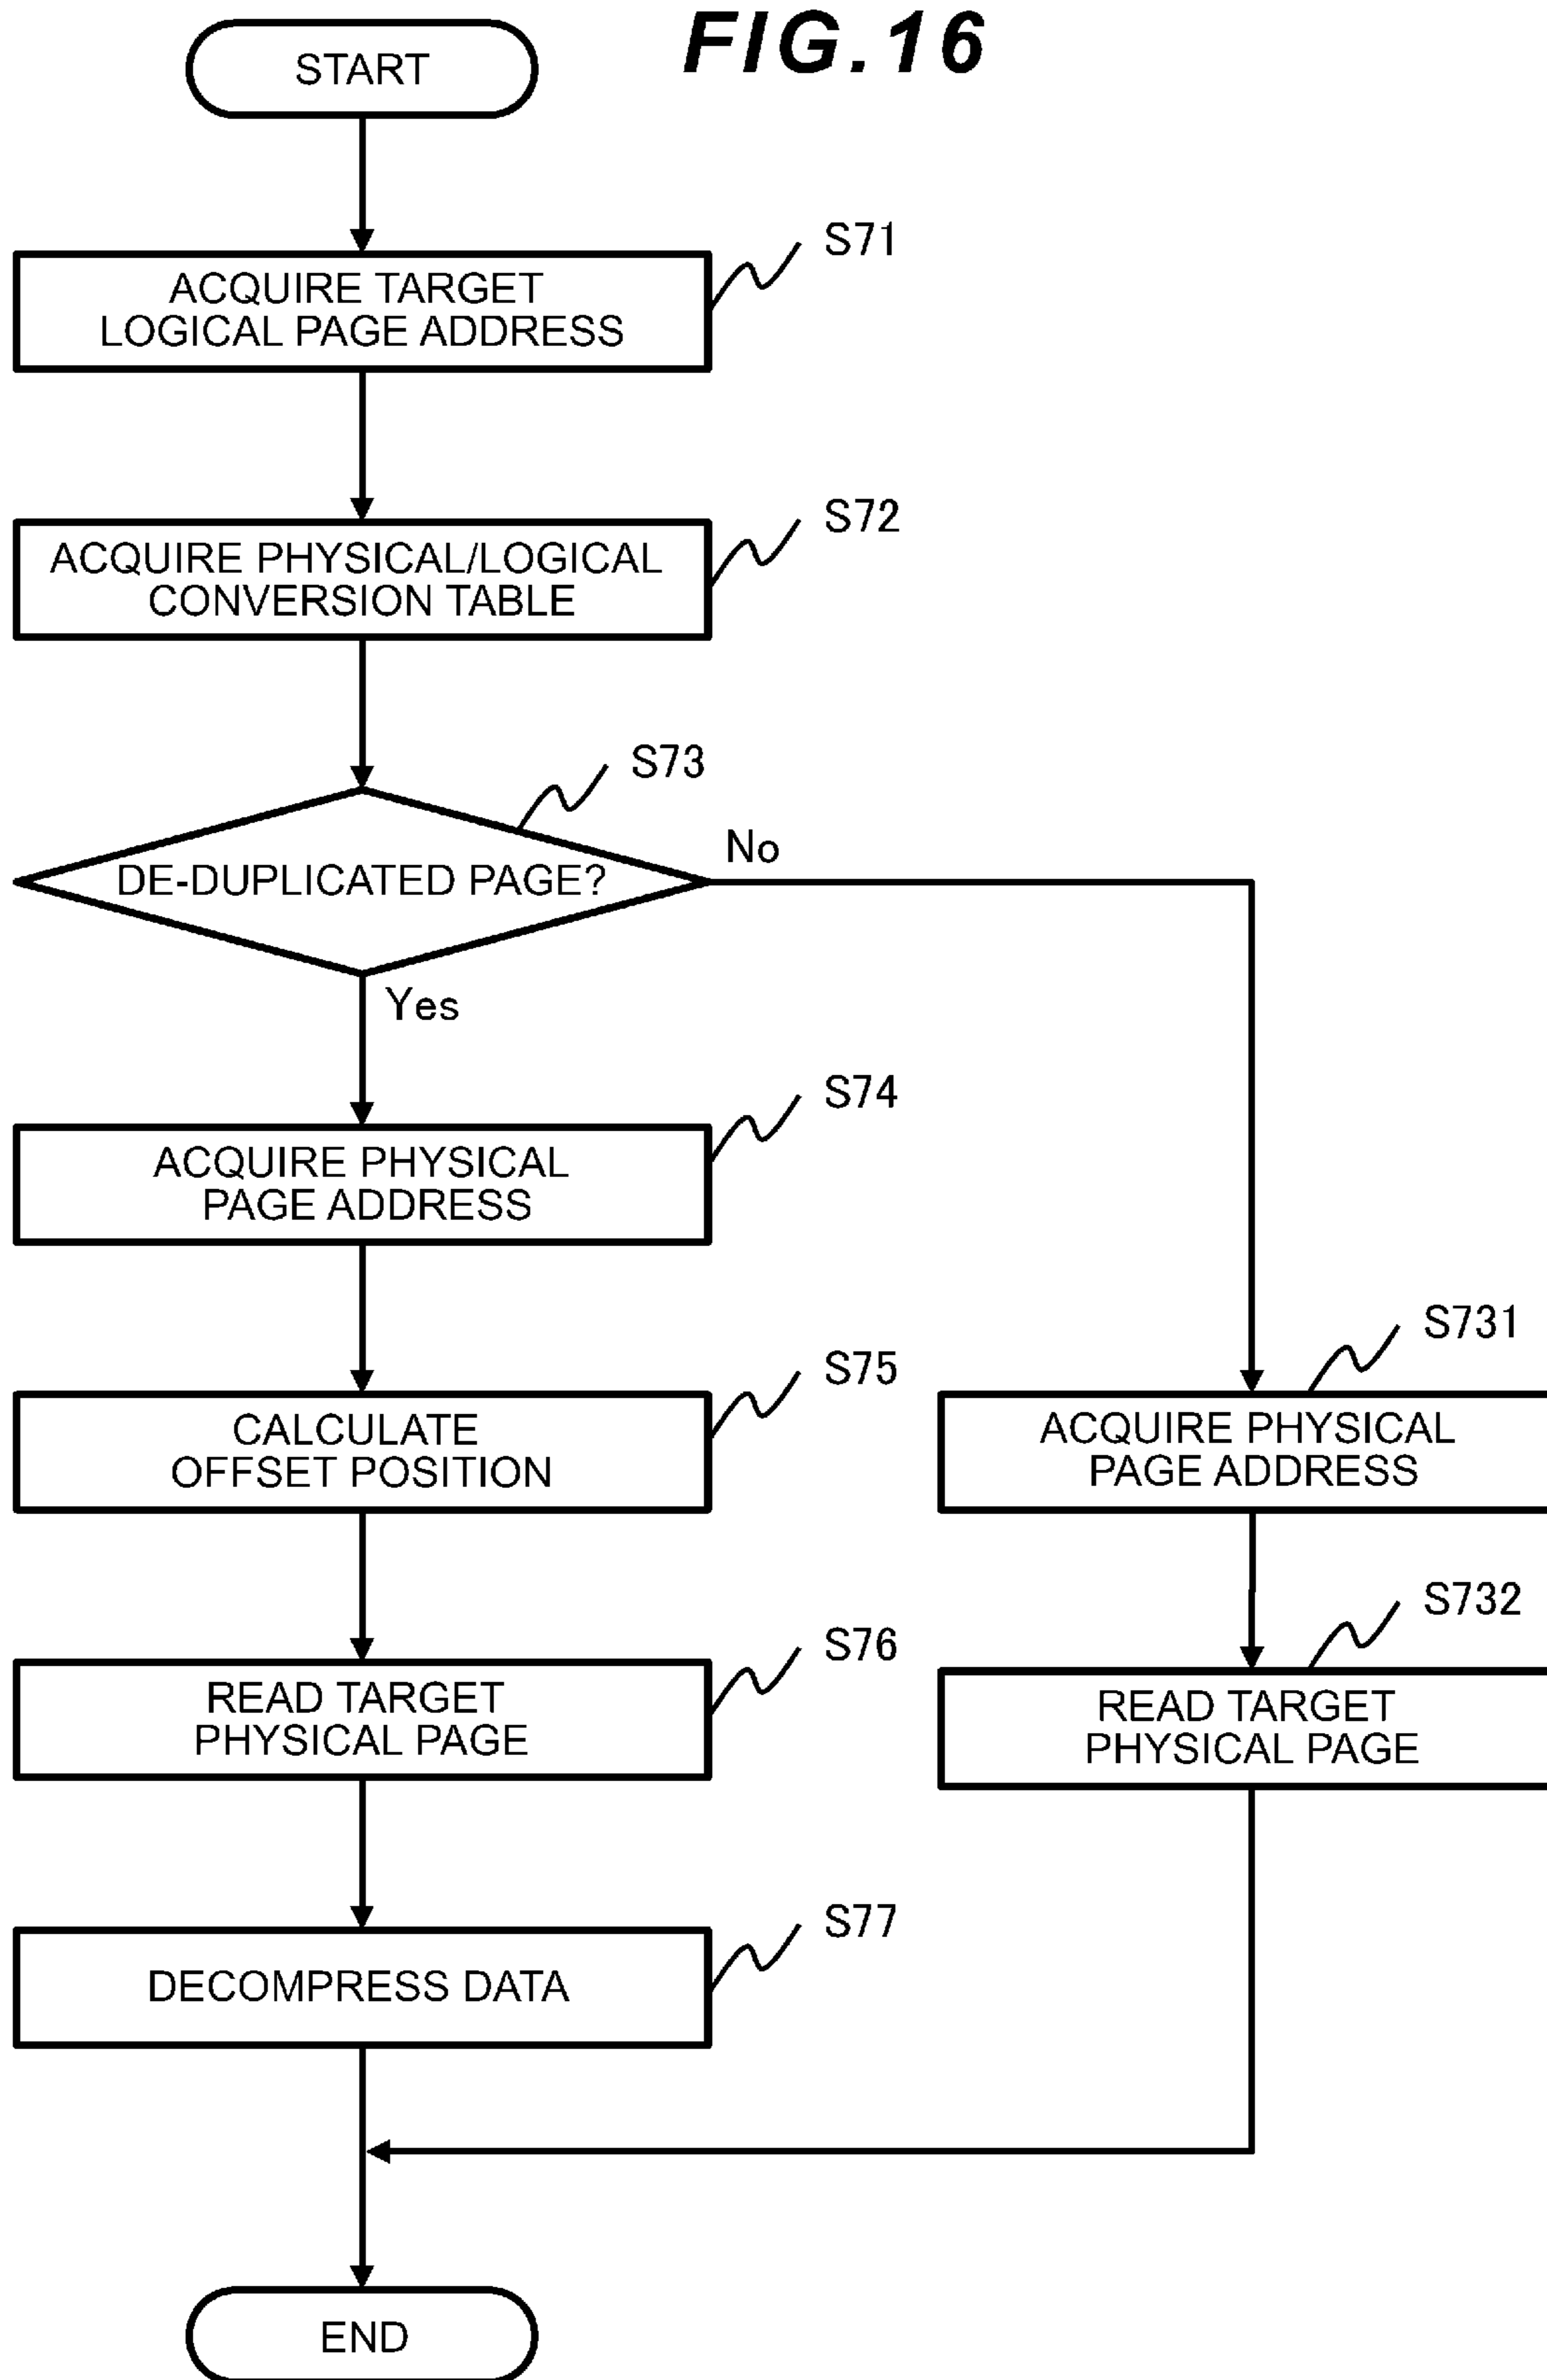 FIG.16
START
S71
ACQUIRE TARGET
LOGICAL PAGE ADDRESS
S72
ACQUIRE PHYSICAL/LOGICAL
CONVERSION TABLE
S73
DE-DUPLICATED PAGE?
No
Yes
S74
ACQUIRE PHYSICAL
PAGE ADDRESS
S75
CALCULATE
OFFSET POSITION
S731
ACQUIRE PHYSICAL
PAGE ADDRESS
S76
READ TARGET
PHYSICAL PAGE
S732
READ TARGET
PHYSICAL PAGE
S77
DECOMPRESS DATA
END